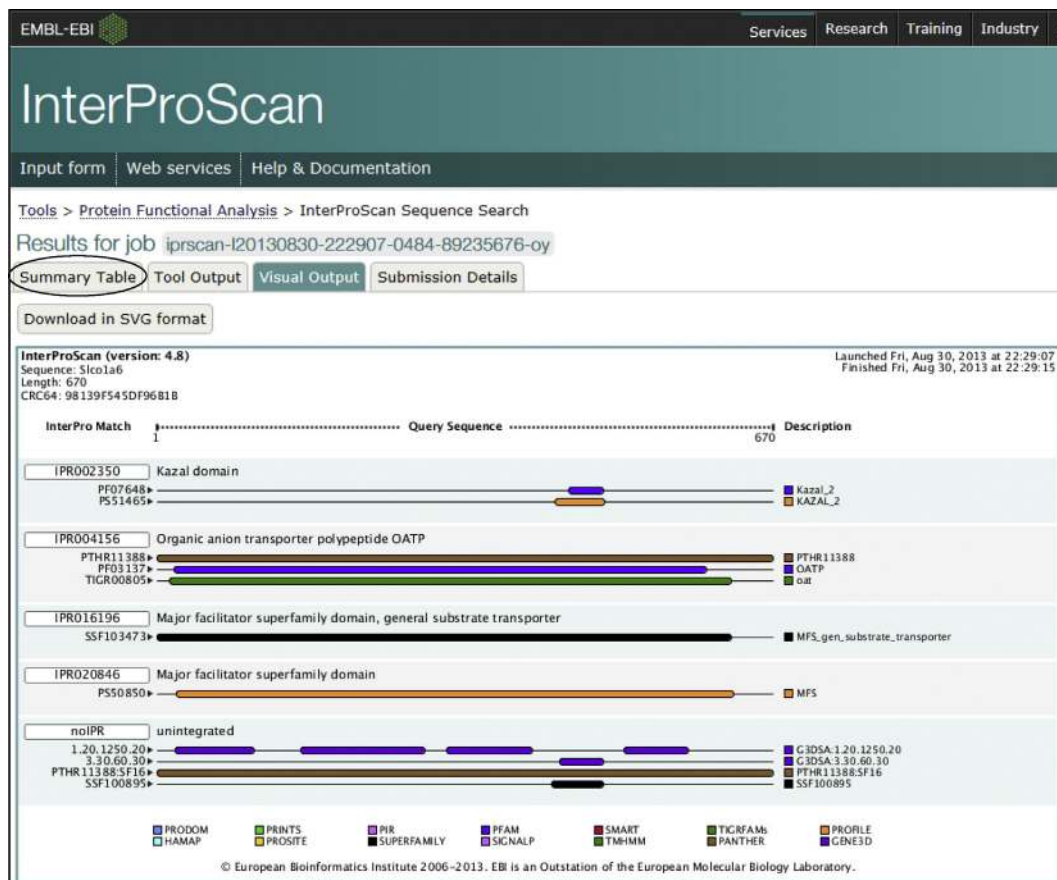 EMBL-EBI
Services Research Training Industry
InterProScan
Input form Web services Help & Documentation
Tools > Protein Functional Analysis > InterProScan Sequence Search
Results for job iprscan-I20130830-222907-0484-89235676-oy
Summary Table Tool Output Visual Output Submission Details
Download in SVG format
InterProScan (version: 4.8) Launched Fri, Aug 30, 2013 at 22:29:07
Sequence: Slco1a6 Finished Fri, Aug 30, 2013 at 22:29:15
Length: 670
CRC64: 98139F545DF9681B
InterPro Match Query Sequence Description
1 670
IPR002350 Kazal domain
PF07648 Kazal_2
PS51465 KAZAL_2
IPR004156 Organic anion transporter polypeptide OATP
PTHR11388 PTHR11388
PF03137 OATP
TIGR00805 oat
IPR016196 Major facilitator superfamily domain, general substrate transporter
SSF103473 MFS_gen_substrate_transporter
IPR020846 Major facilitator superfamily domain
PS50850 MFS
noIPR unintegrated
1.20.1250.20 G3DSA:1.20.1250.20
3.30.60.30 G3DSA:3.30.60.30
PTHR11388:SF16 PTHR11388:SF16
SSF100895 SSF100895
PRODOM PRINTS PIR PFAM SMART TIGRFAMs PROFILE
HAMAP PROSITE SUPERFAMILY SIGNALP TMHMM PANTHER GENE3D
© European Bioinformatics Institute 2006-2013. EBI is an Outstation of the European Molecular Biology Laboratory.